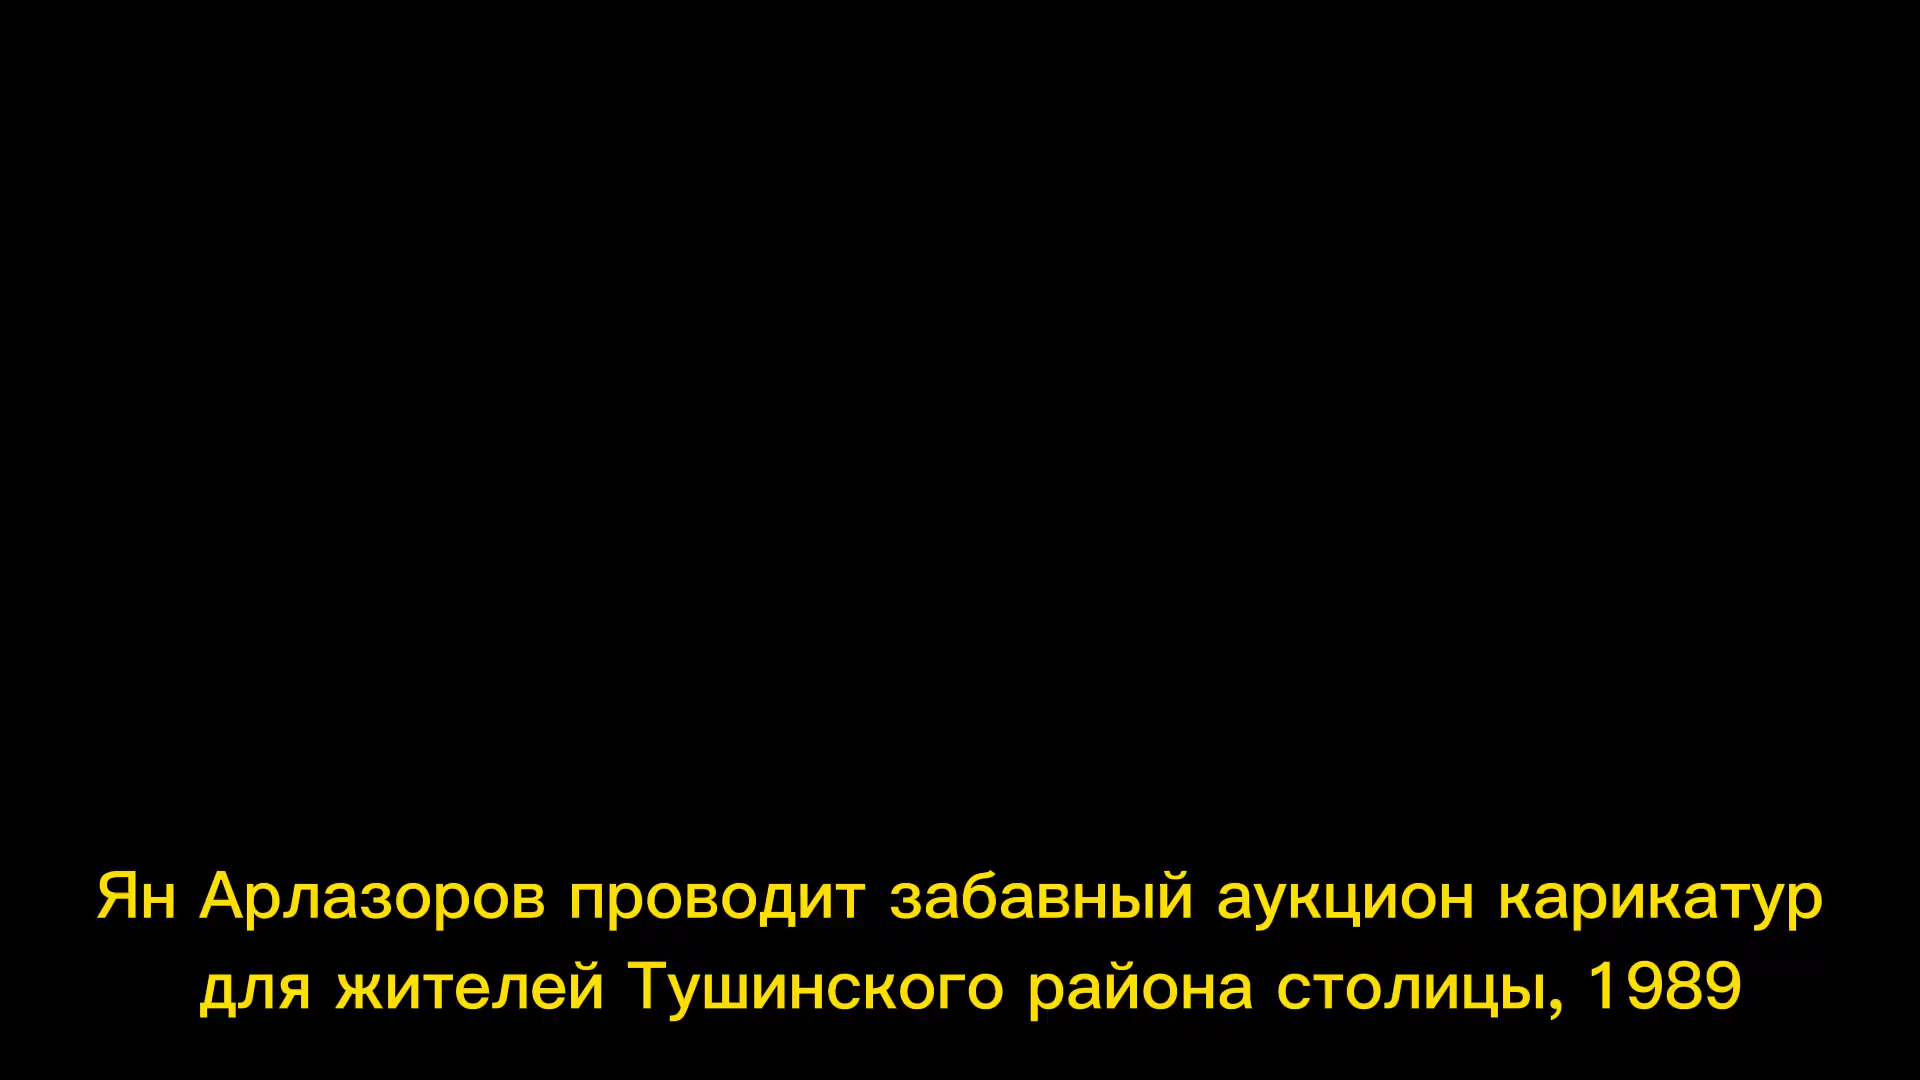 Ян Арлазоров проводит забавный аукцион карикатур
для жителей Тушинского района столицы, 1989